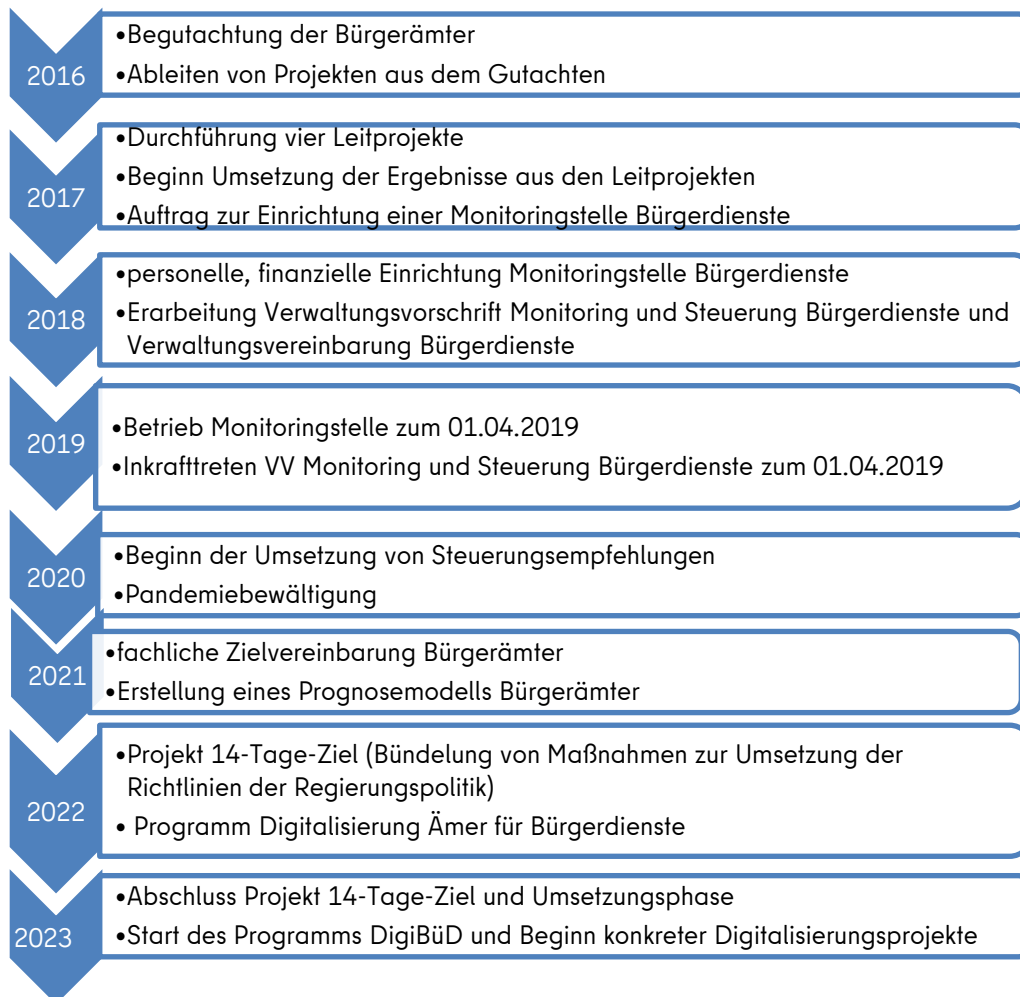 2016
•Begutachtung der Bürgerämter
•Ableiten von Projekten aus dem Gutachten
2017
•Durchführung vier Leitprojekte
•Beginn Umsetzung der Ergebnisse aus den Leitprojekten
•Auftrag zur Einrichtung einer Monitoringstelle Bürgerdienste
2018
•personelle, finanzielle Einrichtung Monitoringstelle Bürgerdienste
•Erarbeitung Verwaltungsvorschrift Monitoring und Steuerung Bürgerdienste und
Verwaltungsvereinbarung Bürgerdienste
2019
•Betrieb Monitoringstelle zum 01.04.2019
•Inkrafttreten VV Monitoring und Steuerung Bürgerdienste zum 01.04.2019
2020
•Beginn der Umsetzung von Steuerungsempfehlungen
•Pandemiebewältigung
2021
•fachliche Zielvereinbarung Bürgerämter
•Erstellung eines Prognosemodells Bürgerämter
2022
•Projekt 14-Tage-Ziel (Bündelung von Maßnahmen zur Umsetzung der
Richtlinien der Regierungspolitik)
• Programm Digitalisierung Ämer für Bürgerdienste
2023
•Abschluss Projekt 14-Tage-Ziel und Umsetzungsphase
•Start des Programms DigiBüD und Beginn konkreter Digitalisierungsprojekte